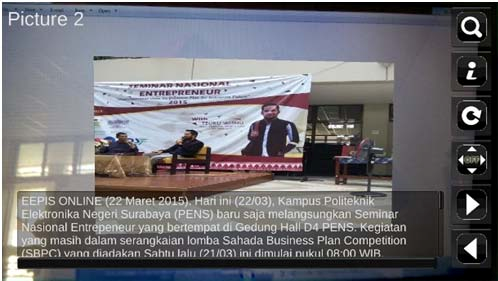 Picture 2
SEMINAR NASIONAL
ENTREPRENEUR
2015
With
EEPIS ONLINE (22 Maret 2015), Hari ini (22/03), Kampus Politeknik
Elektronika Negeri Surabaya (PENS) baru saja melangsungkan Seminar
Nasional Entrepeneur yang bertempat di Gedung Hall D4 PENS. Kegiatan
yang masih dalam serangkaian lomba Sahada Business Plan Competition
(SBPC) yang diadakan Sabtu lalu (21/03) ini dimulai pukul 08:00 WIB.
OFF